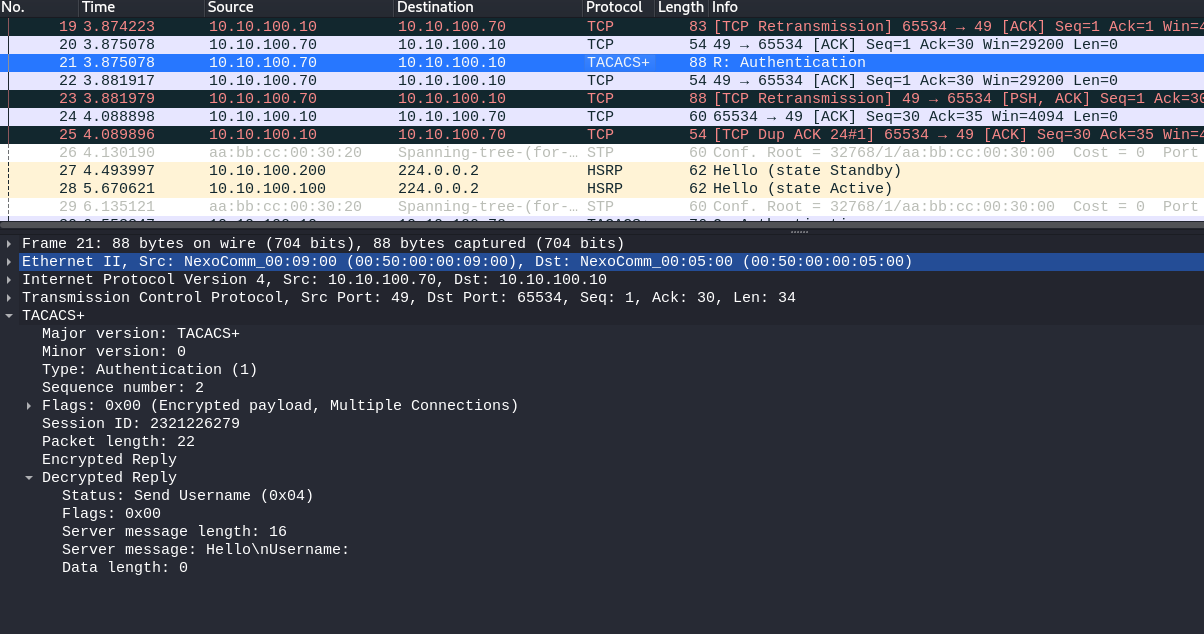 No. Time Source Destination Protocol Length Info
19 3.874223 10.10.100.10 10.10.100.70 TCP 83 [TCP Retransmission] 65534 → 49 [ACK] Seq=1 Ack=1 Win=4
20 3.875078 10.10.100.70 10.10.100.10 TCP 54 49 → 65534 [ACK] Seq=1 Ack=30 Win=29200 Len=0
21 3.875078 10.10.100.70 10.10.100.10 TACACS+ 88 R: Authentication
22 3.881917 10.10.100.70 10.10.100.10 TCP 54 49 → 65534 [ACK] Seq=1 Ack=30 Win=29200 Len=0
23 3.881979 10.10.100.70 10.10.100.10 TCP 88 [TCP Retransmission] 49 → 65534 [PSH, ACK] Seq=1 Ack=30
24 4.088898 10.10.100.10 10.10.100.70 TCP 60 65534 → 49 [ACK] Seq=30 Ack=35 Win=4094 Len=0
25 4.089896 10.10.100.10 10.10.100.70 TCP 54 [TCP Dup ACK 24#1] 65534 → 49 [ACK] Seq=30 Ack=35 Win=4
26 4.130190 aa:bb:cc:00:30:20 Spanning-tree-(for-… STP 60 Conf. Root = 32768/1/aa:bb:cc:00:30:00 Cost = 0 Port
27 4.493997 10.10.100.200 224.0.0.2 HSRP 62 Hello (state Standby)
28 5.670621 10.10.100.100 224.0.0.2 HSRP 62 Hello (state Active)
29 6.135121 aa:bb:cc:00:30:20 Spanning-tree-(for-… STP 60 Conf. Root = 32768/1/aa:bb:cc:00:30:00 Cost = 0 Port
Frame 21: 88 bytes on wire (704 bits), 88 bytes captured (704 bits)
Ethernet II, Src: NexoComm_00:09:00 (00:50:00:00:09:00), Dst: NexoComm_00:05:00 (00:50:00:00:05:00)
Internet Protocol Version 4, Src: 10.10.100.70, Dst: 10.10.100.10
Transmission Control Protocol, Src Port: 49, Dst Port: 65534, Seq: 1, Ack: 30, Len: 34
TACACS+
Major version: TACACS+
Minor version: 0
Type: Authentication (1)
Sequence number: 2
Flags: 0x00 (Encrypted payload, Multiple Connections)
Session ID: 2321226279
Packet length: 22
Encrypted Reply
Decrypted Reply
Status: Send Username (0x04)
Flags: 0x00
Server message length: 16
Server message: Hello\nUsername:
Data length: 0